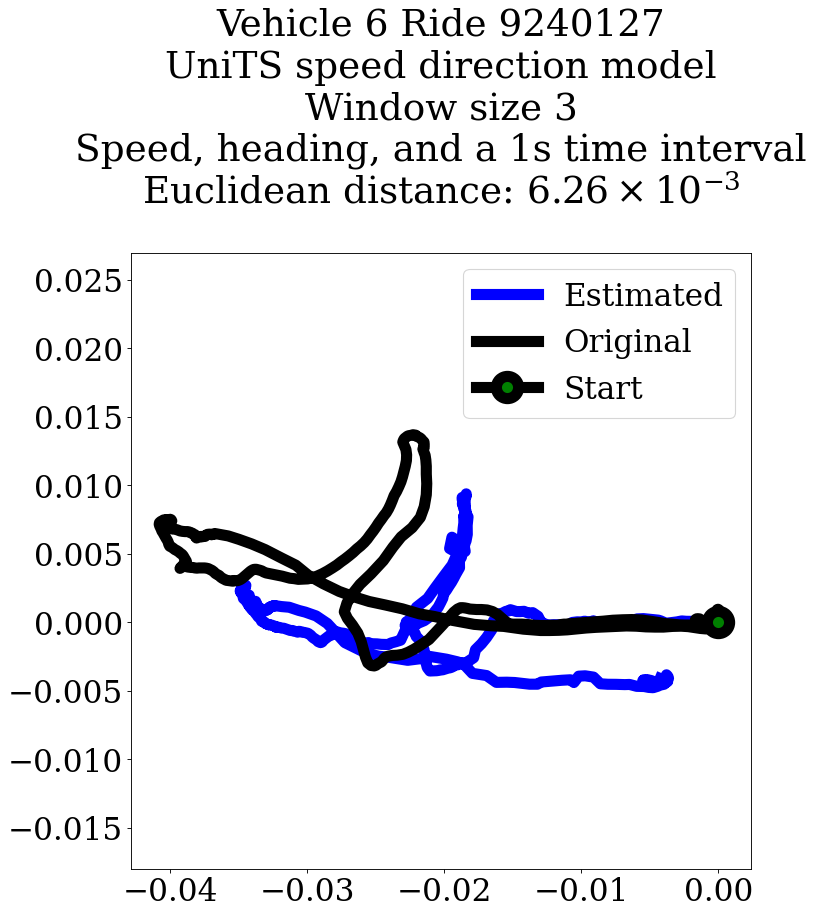 Vehicle 6 Ride 9240127
UniTS speed direction model
Window size 3
Speed, heading, and a 1s time interval
Euclidean distance: 6.26 × 10⁻³
Estimated
Original
Start
0.025
0.020
0.015
0.010
0.005
0.000
−0.005
−0.010
−0.015
−0.04 −0.03 −0.02 −0.01 0.00